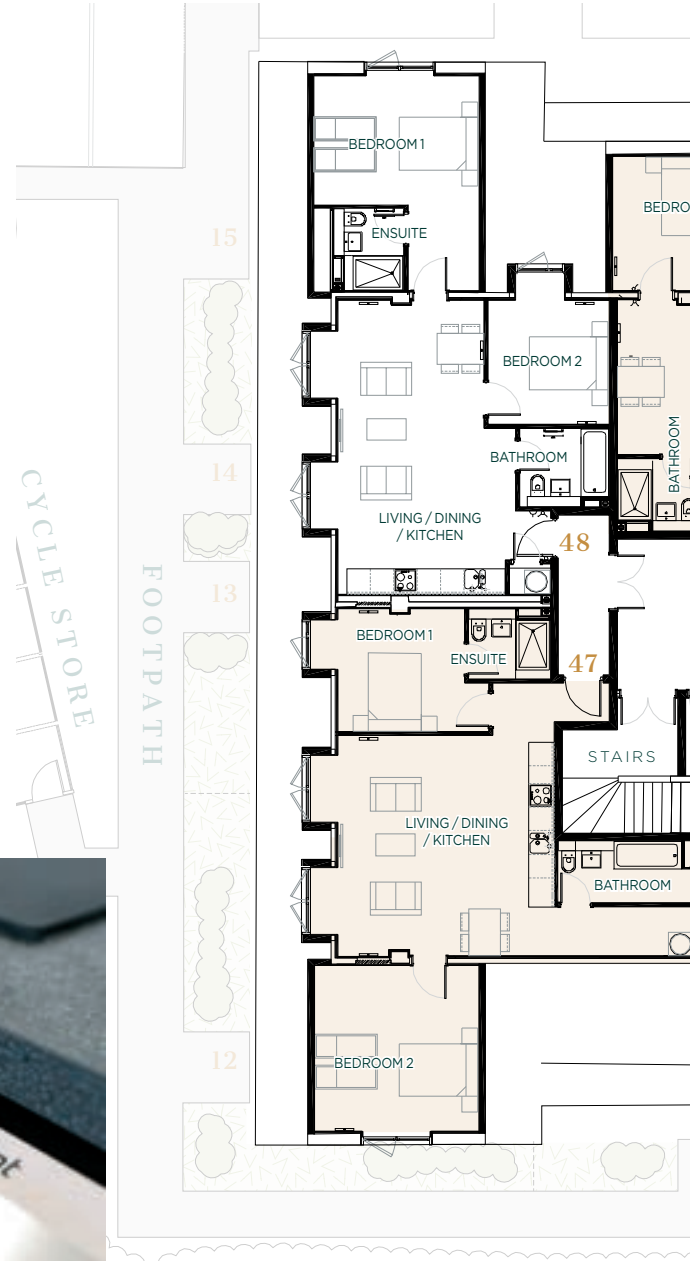 BEDROOM 1
ENSUITE
BEDRO
15
BEDROOM 2
BATHROOM
BATHROOM
14
LIVING / DINING
/ KITCHEN
48
CYCLE STORE
FOOTPATH
13
BEDROOM 1
ENSUITE
47
STAIRS
LIVING / DINING
/ KITCHEN
BATHROOM
12
BEDROOM 2